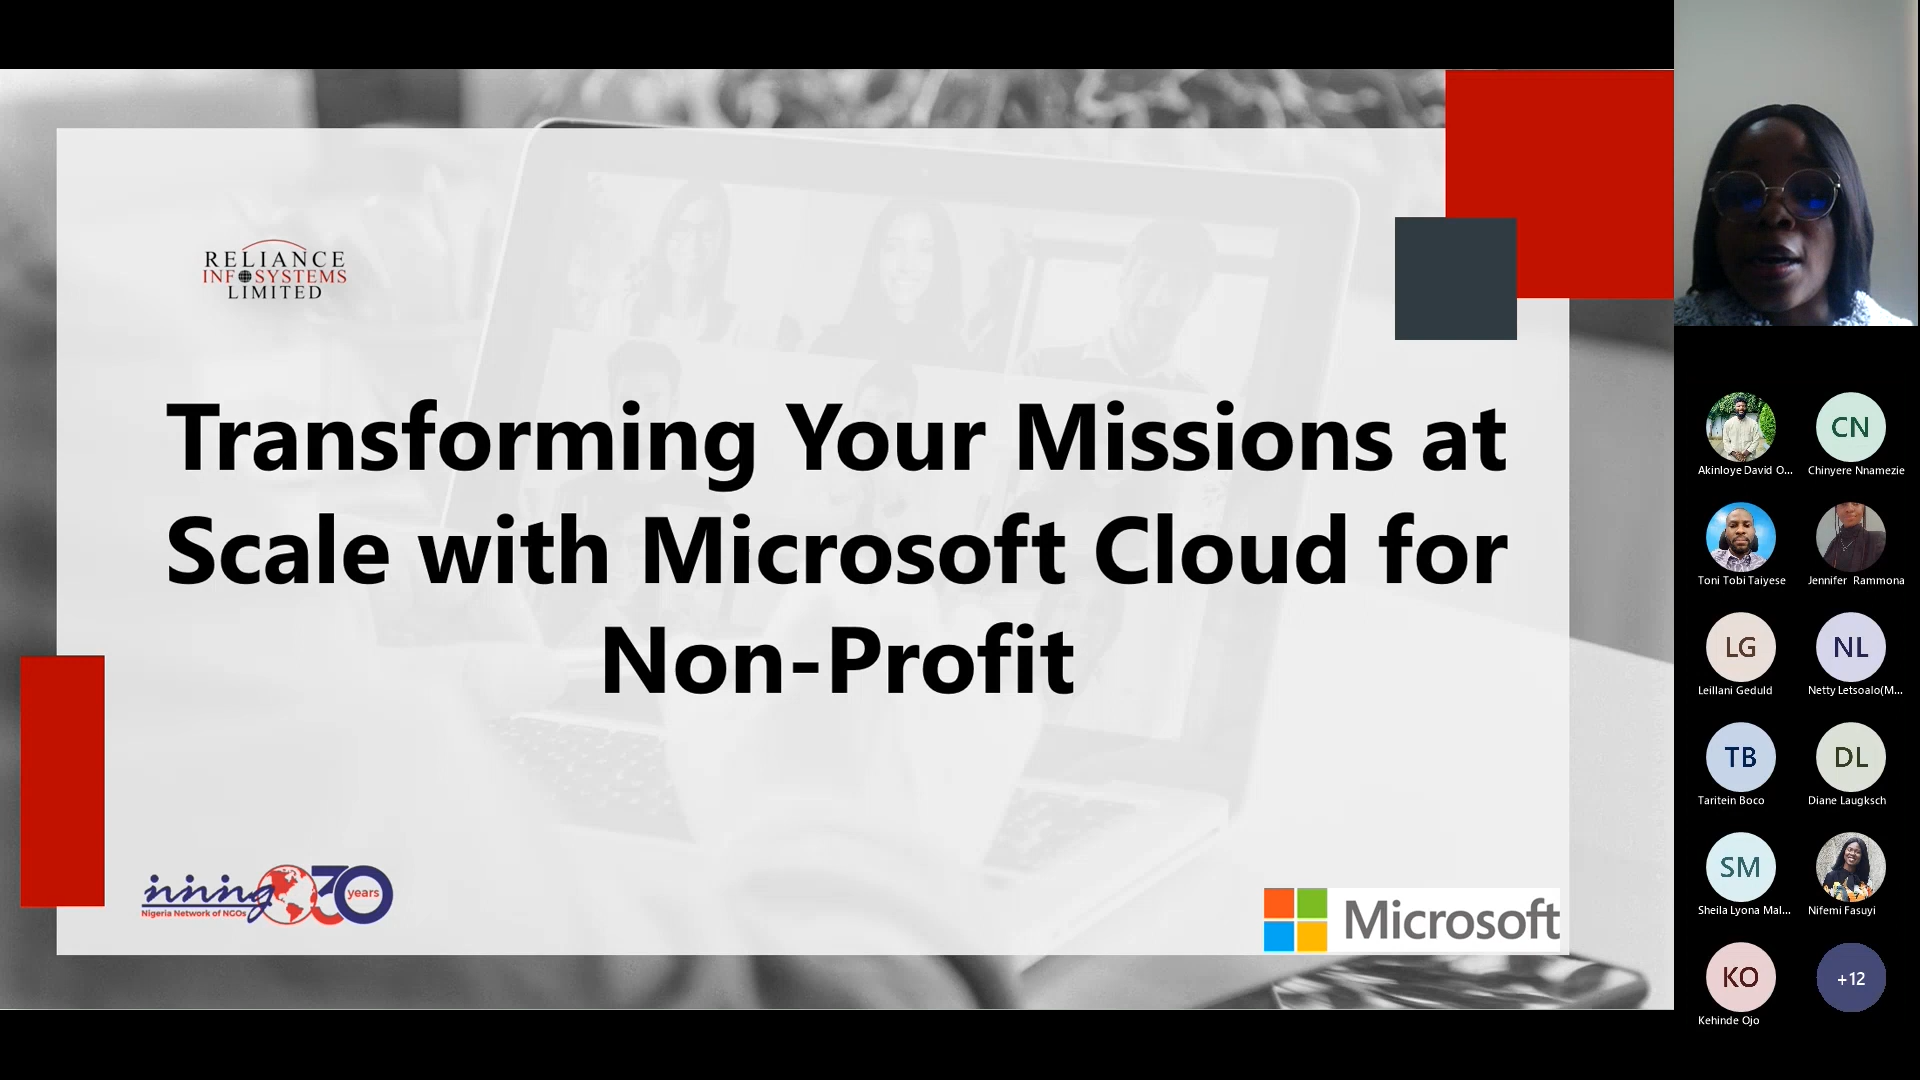 RELIANCE
INFOSYSTEMS
LIMITED
Transforming Your Missions at
Scale with Microsoft Cloud for
Non-Profit
nnngo 30 years
Nigeria Network of NGOs
Microsoft
Akinloye David O...
CN
Chinyere Nnamezie
Toni Tobi Taiyese
Jennifer Rammona
LG
Leillani Geduld
NL
Netty Letsoalo(M...
TB
Taritein Boco
DL
Diane Laugksch
SM
Sheila Lyona Mal...
Nifemi Fasuyi
KO
Kehinde Ojo
+12